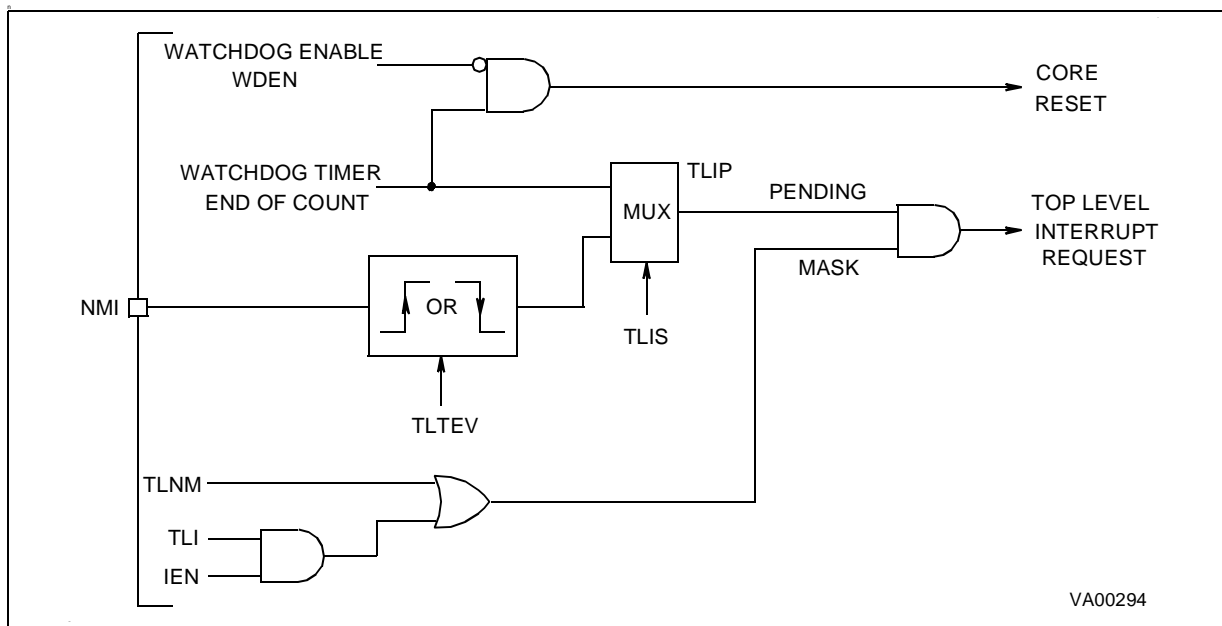 WATCHDOG ENABLE
WDEN
CORE
RESET
WATCHDOG TIMER
END OF COUNT
TLIP
MUX
PENDING
MASK
TOP LEVEL
INTERRUPT
REQUEST
NMI
OR
TLIS
TLTEV
TLNM
TLI
IEN
VA00294